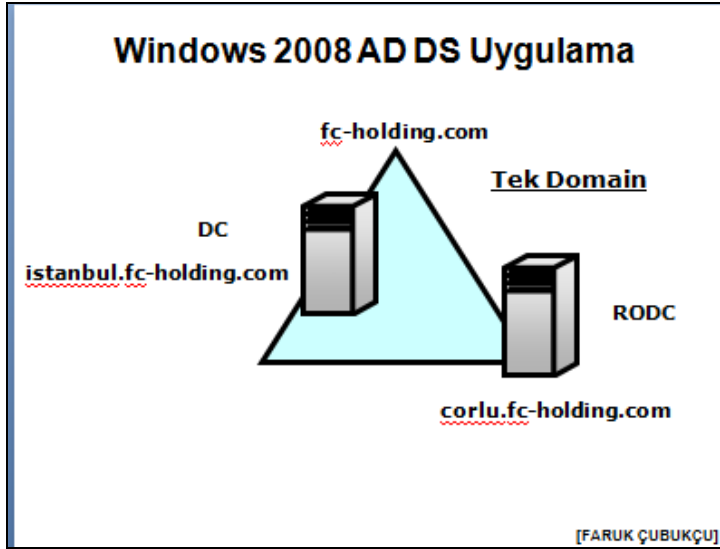 Windows 2008 AD DS Uygulama
fc-holding.com
Tek Domain
DC
istanbul.fc-holding.com
RODC
corlu.fc-holding.com
[FARUK ÇUBUKÇU]